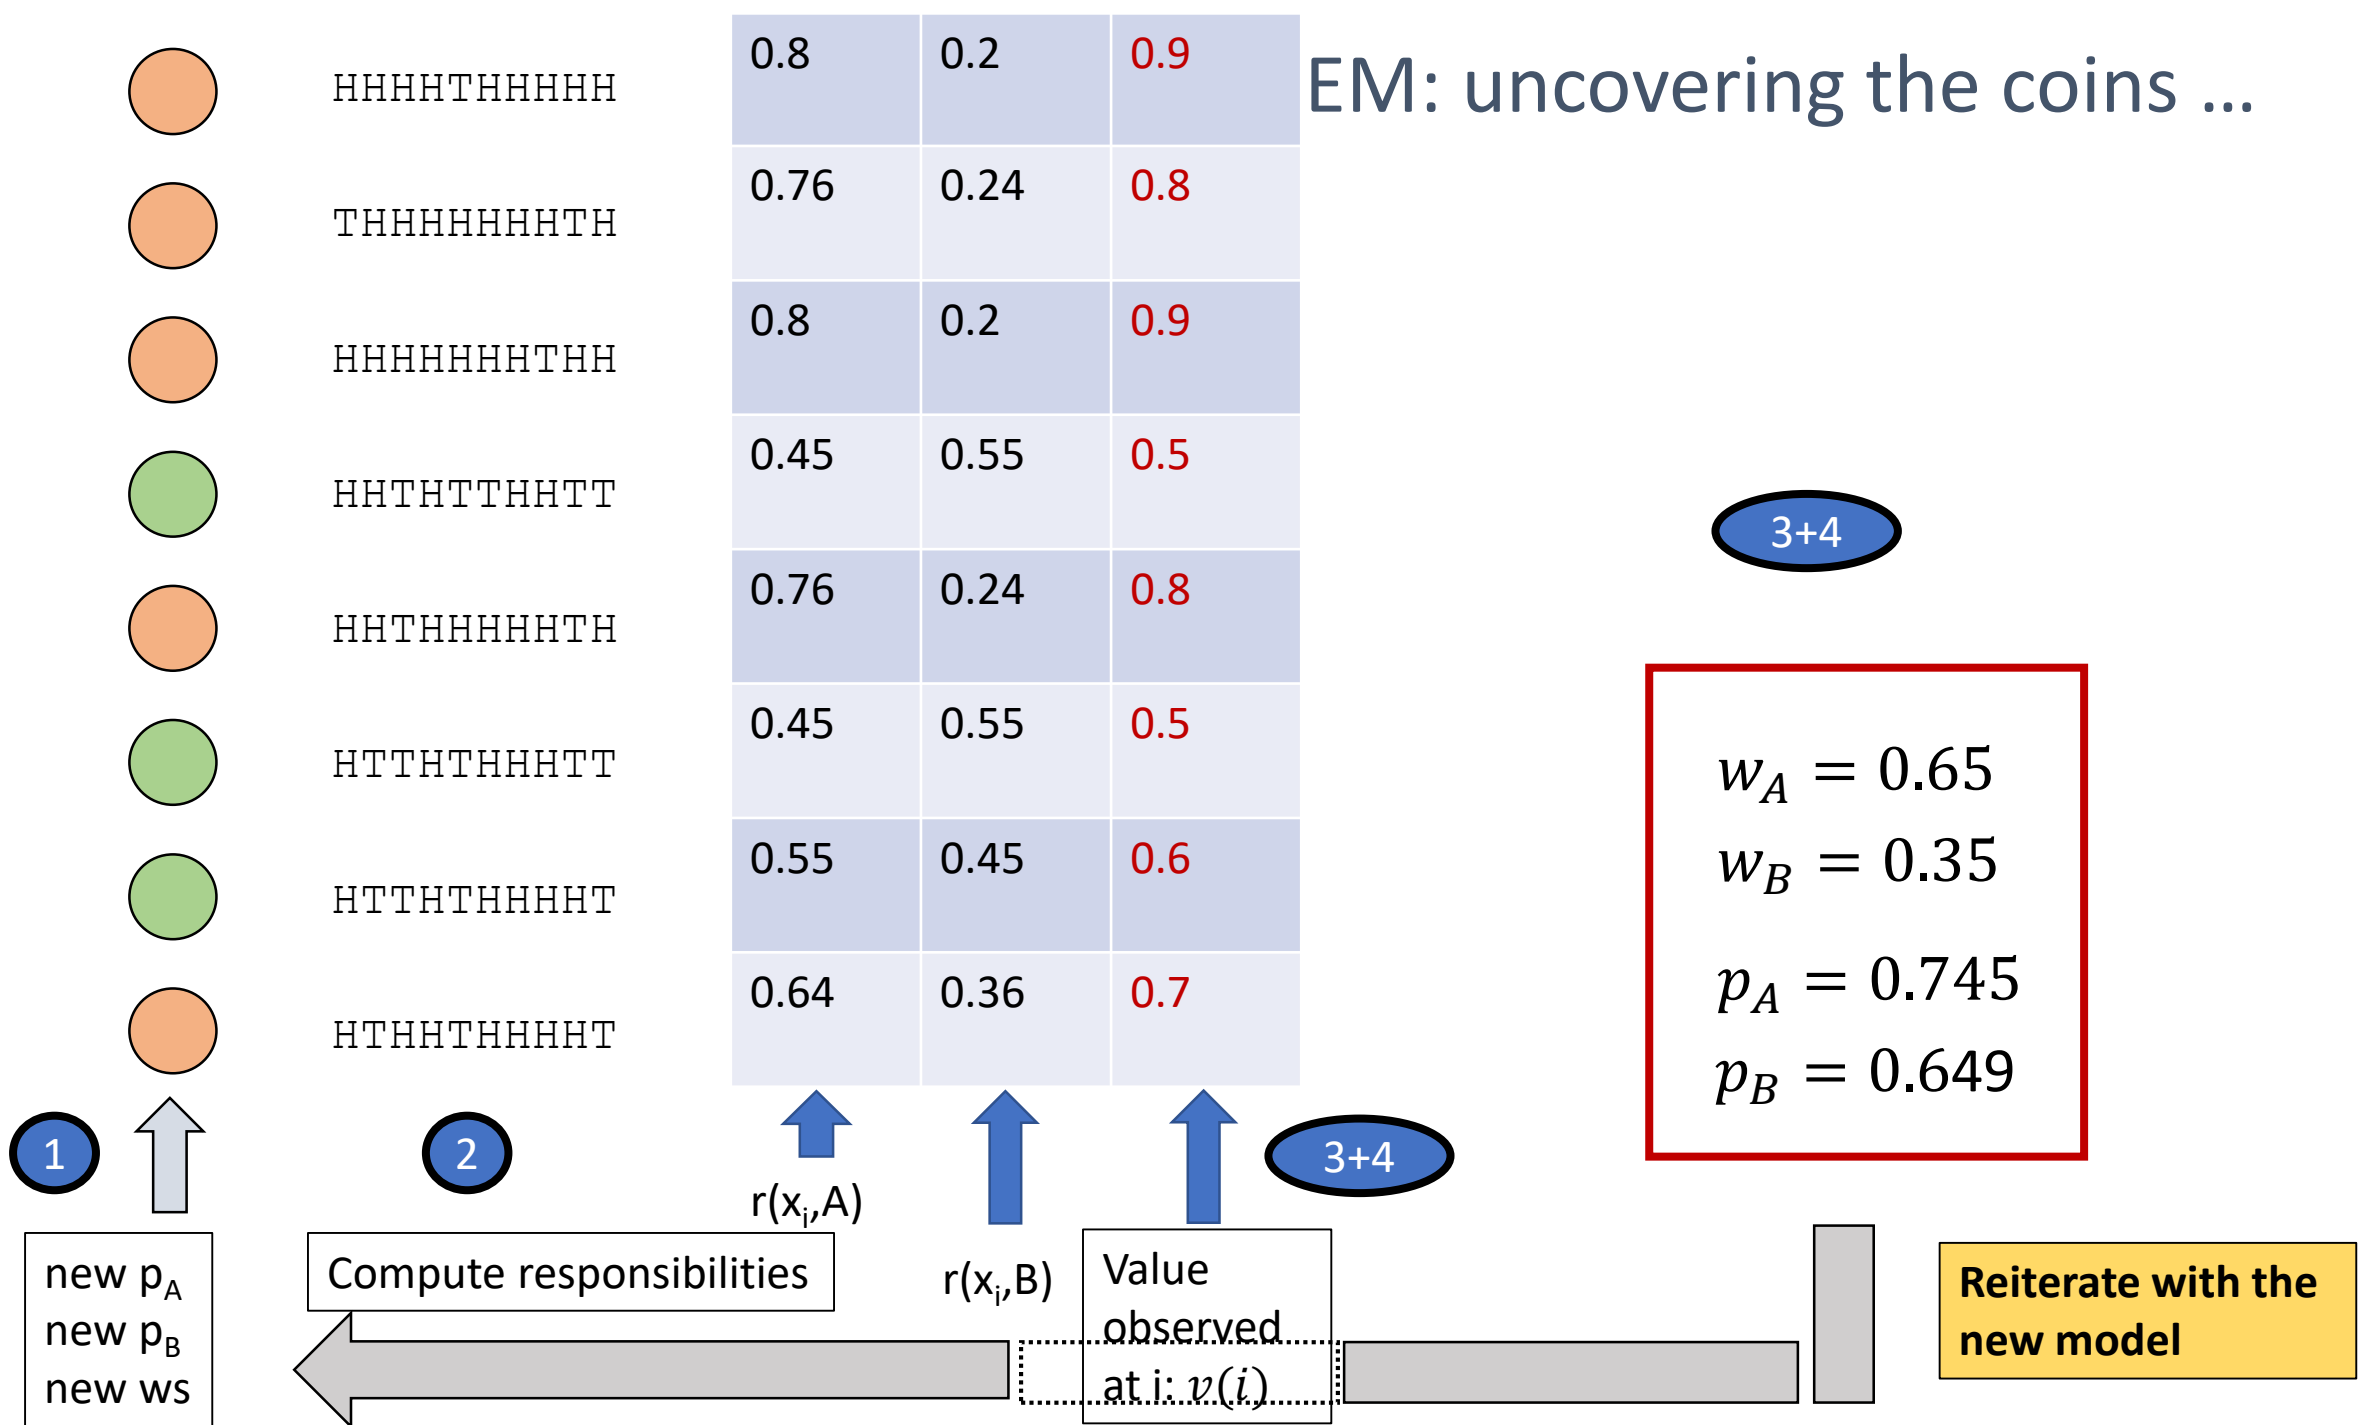 EM: uncovering the coins ...
HHHHTHHHHH 0.8 0.2 0.9
THHHHHHHTH 0.76 0.24 0.8
HHHHHHHTHH 0.8 0.2 0.9
HHTHTTHHTT 0.45 0.55 0.5
HHTHHHHHTH 0.76 0.24 0.8
HTTHTHHHTT 0.45 0.55 0.5
HTTHTHHHHT 0.55 0.45 0.6
HTHHTHHHHT 0.64 0.36 0.7
3+4
w_A = 0.65
w_B = 0.35
p_A = 0.745
p_B = 0.649
1
2
3+4
r(x_i,A)
r(x_i,B)
new p_A
new p_B
new ws
Compute responsibilities
Value
observed
at i: v(i)
Reiterate with the
new model